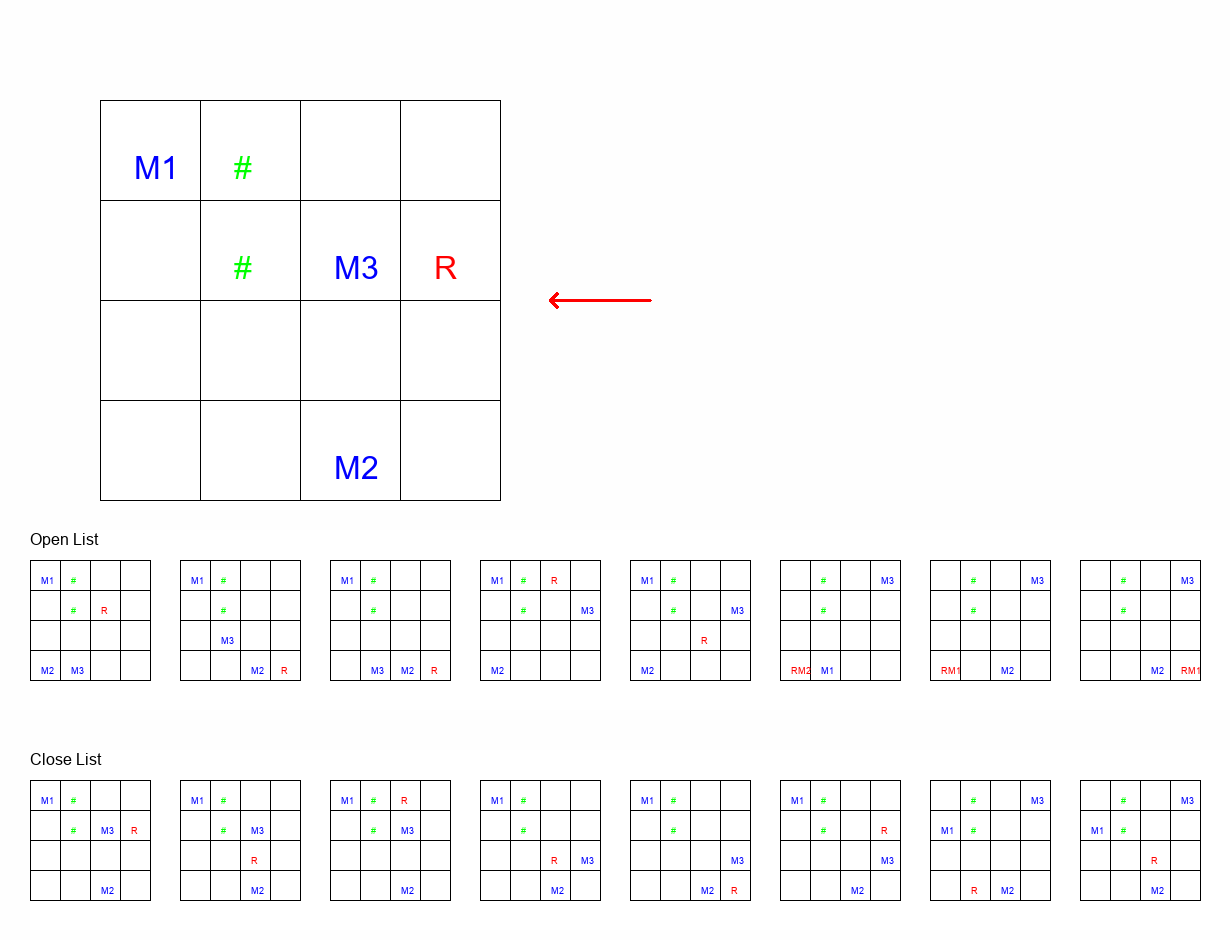 M1 #
# M3 R
M2
Open List
M1 # M1 # M1 # M1 # R M1 # # M3 # M3 # M3
# R # # # M3 # M3 # # #
M3 R
M2 M3 M2 R M3 M2 R M2 M2 RM2 M1 RM1 M2 M2 RM1
Close List
M1 # M1 # M1 # R M1 # M1 # M1 # # M3 # M3
# M3 R # M3 # M3 # # # R M1 # M1 #
R R M3 M3 M3 R
M2 M2 M2 M2 M2 R M2 R M2 M2